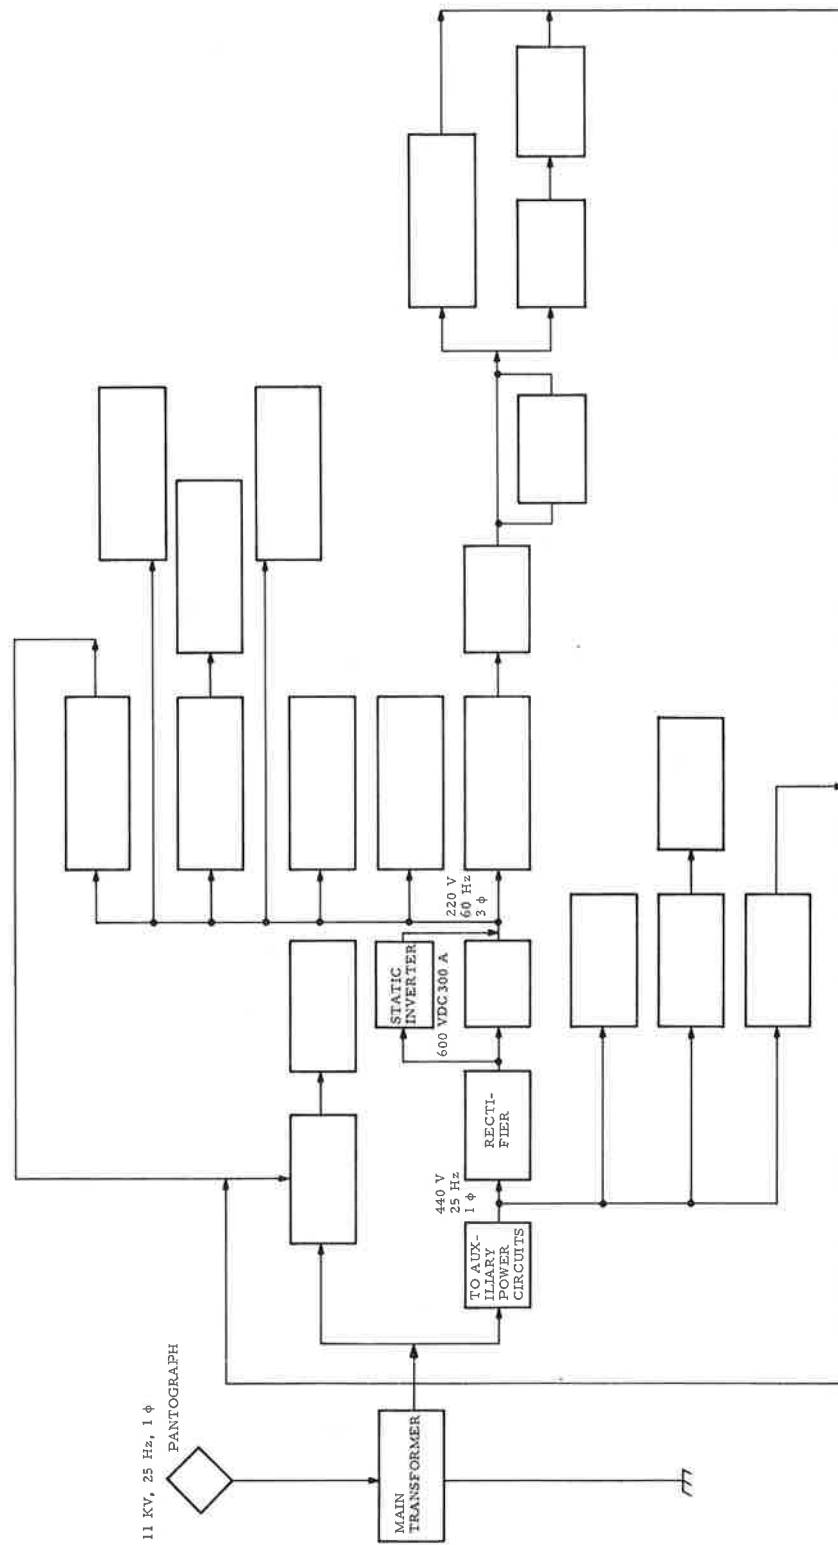 11 KV, 25 Hz, 1 ϕ
PANTOGRAPH
MAIN
TRANSFORMER
TO AUX-
ILIARY
POWER
CIRCUITS
440 V
25 Hz
1 ϕ
RECTI-
FIER
STATIC
INVERTER
600 VDC 300 A
220 V
60 Hz
3 ϕ